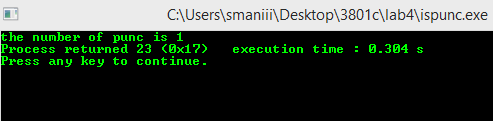 C:\Users\smaniii\Desktop\3801c\lab4\ispunc.exe
the number of punc is 1
Process returned 23 (0x17)   execution time : 0.304 s
Press any key to continue.